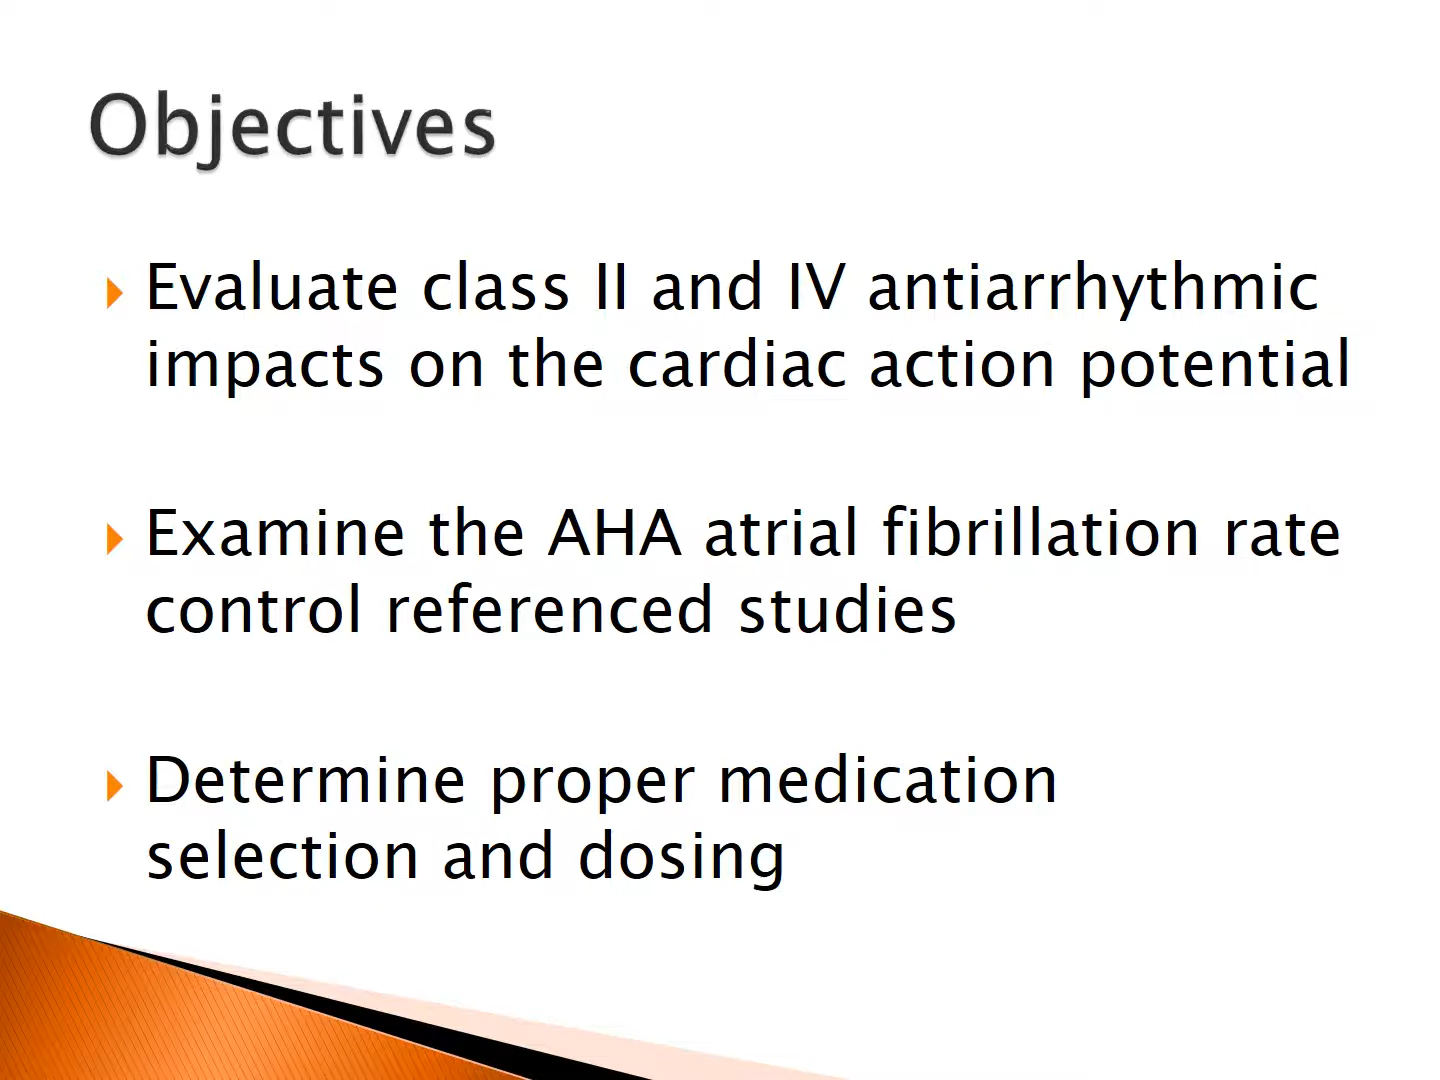 Objectives
Evaluate class II and IV antiarrhythmic
impacts on the cardiac action potential
Examine the AHA atrial fibrillation rate
control referenced studies
Determine proper medication
selection and dosing